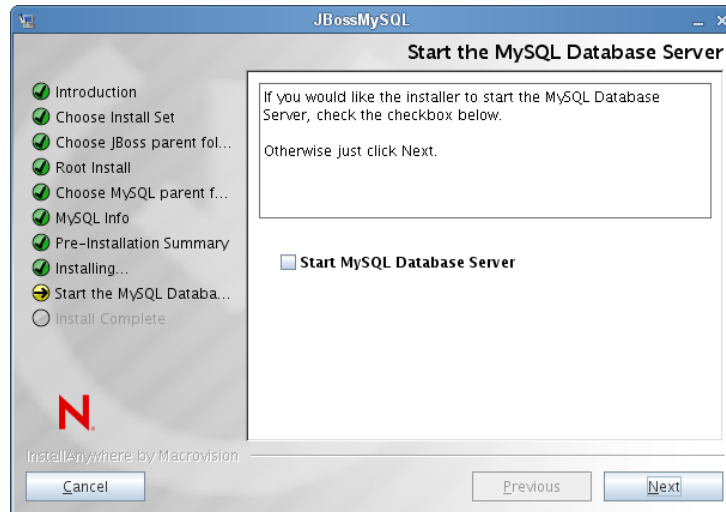 JBossMySQL
Start the MySQL Database Server
Introduction
Choose Install Set
Choose JBoss parent fol...
Root Install
Choose MySQL parent f...
MySQL Info
Pre-Installation Summary
Installing...
Start the MySQL Databa...
Install Complete
If you would like the installer to start the MySQL Database
Server, check the checkbox below.
Otherwise just click Next.
Start MySQL Database Server
N
InstallAnywhere by Macrovision
Cancel
Previous
Next